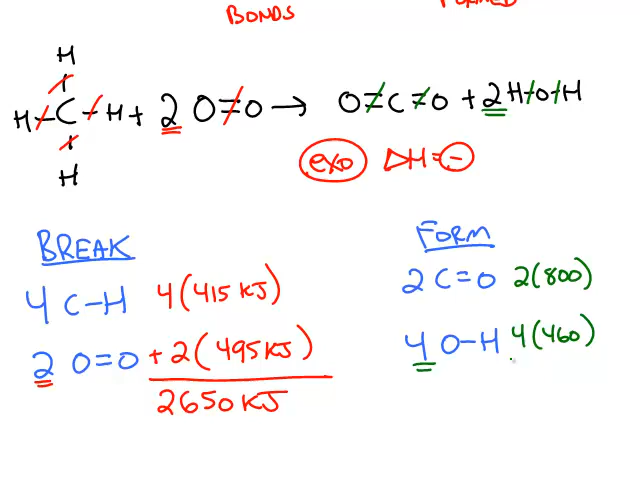 BONDS FORMED
H
H-C-H + 2 O=O → O=C=O + 2 H-O-H
H
exo ΔH = -
BREAK
4 C-H 4(415 KJ)
2 O=O + 2(495 KJ)
2650 KJ
FORM
2 C=O 2(800)
4 O-H 4(460)